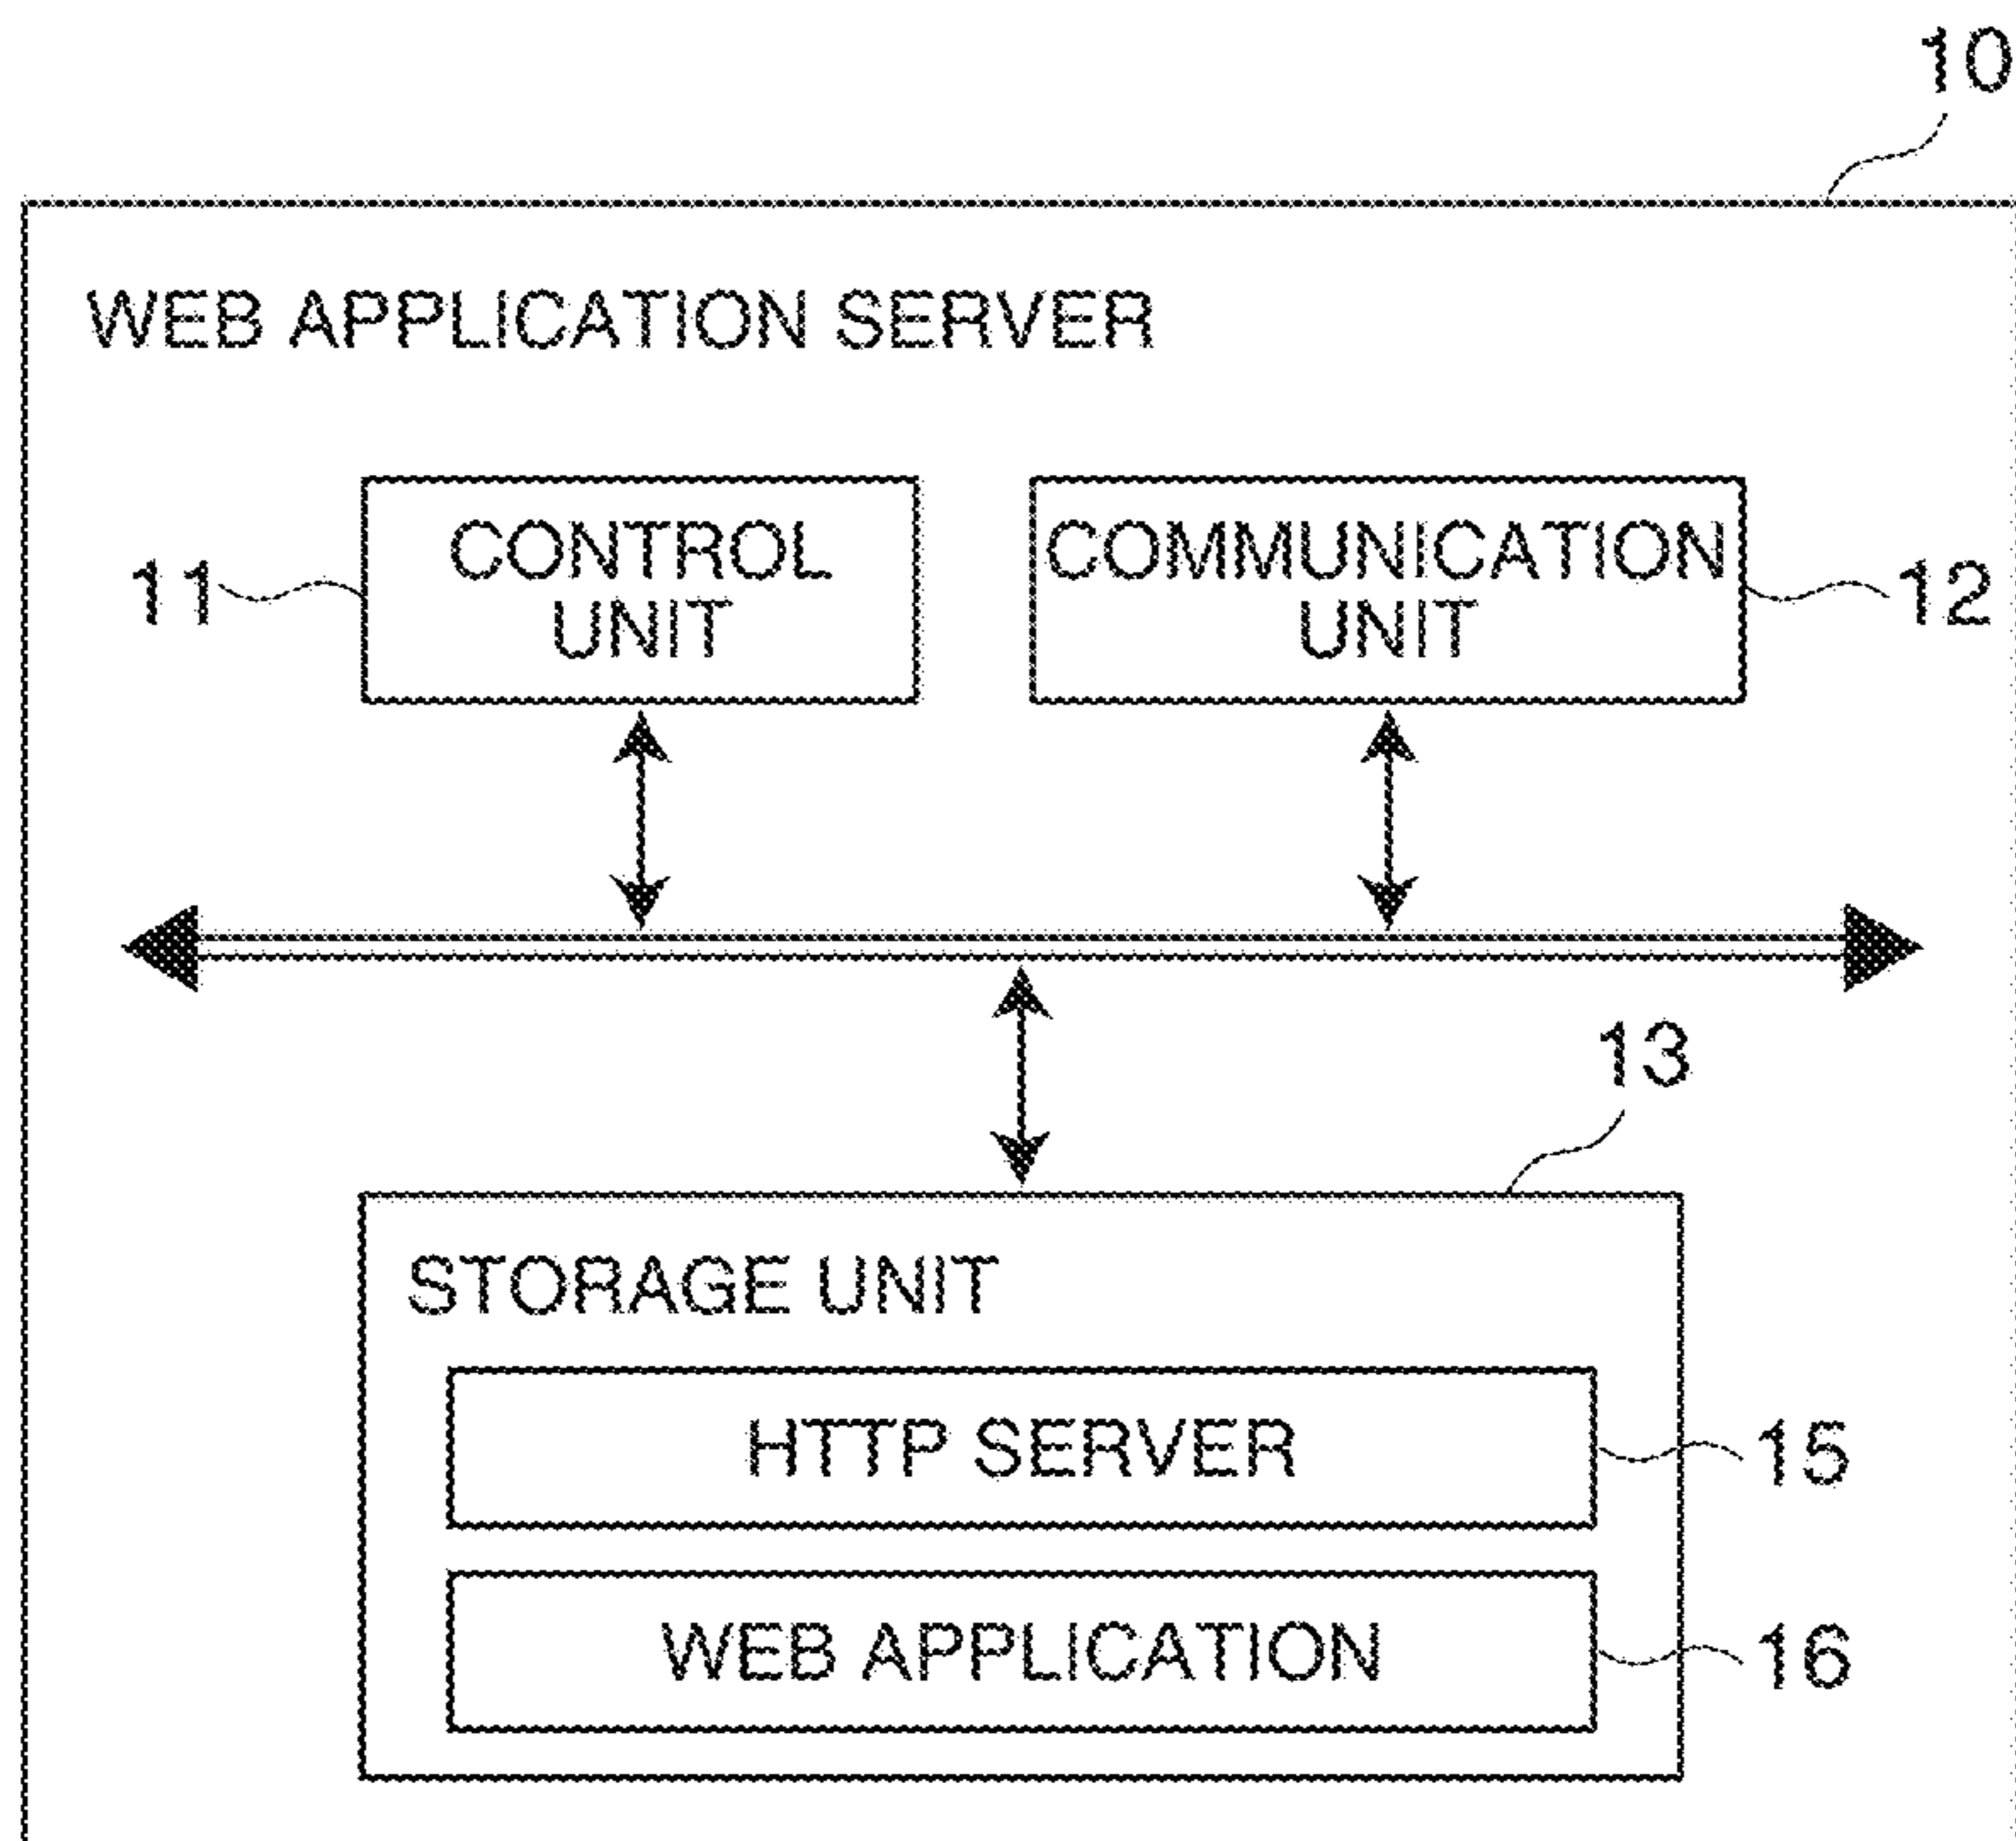 10
WEB APPLICATION SERVER
11
CONTROL
UNIT
COMMUNICATION
UNIT
12
13
STORAGE UNIT
HTTP SERVER
15
WEB APPLICATION
16